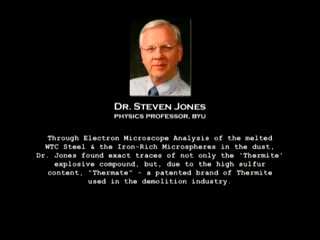 DR. STEVEN JONES
PHYSICS PROFESSOR, BYU
Through Electron Microscope Analysis of the melted
WTC Steel & the Iron-Rich Microspheres in the dust,
Dr. Jones found exact traces of not only the 'Thermite'
explosive compound, but, due to the high sulfur
content, "Thermate" - a patented brand of Thermite
used in the demolition industry.